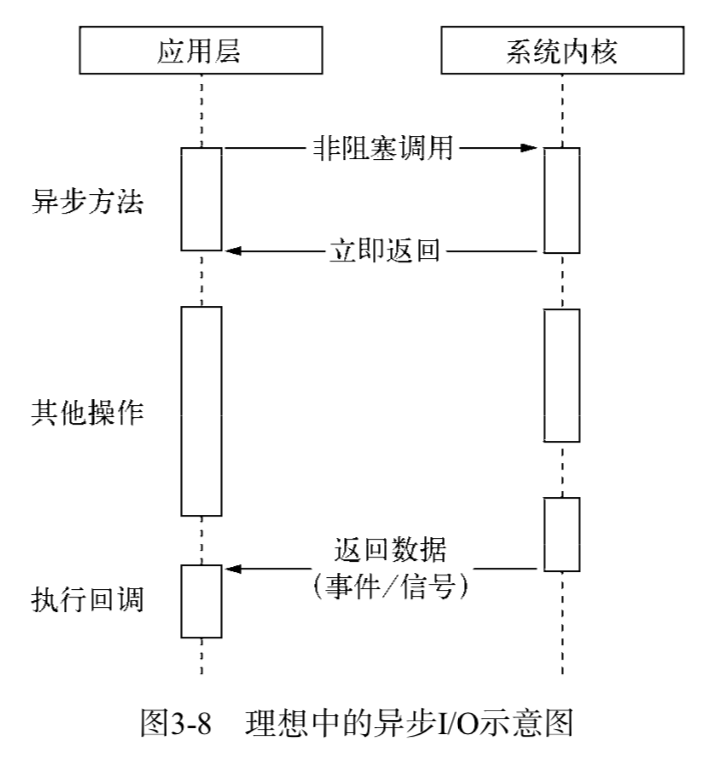 应用层
系统内核
非阻塞调用
异步方法
立即返回
其他操作
返回数据
(事件/信号)
执行回调
图3-8 理想中的异步I/O示意图